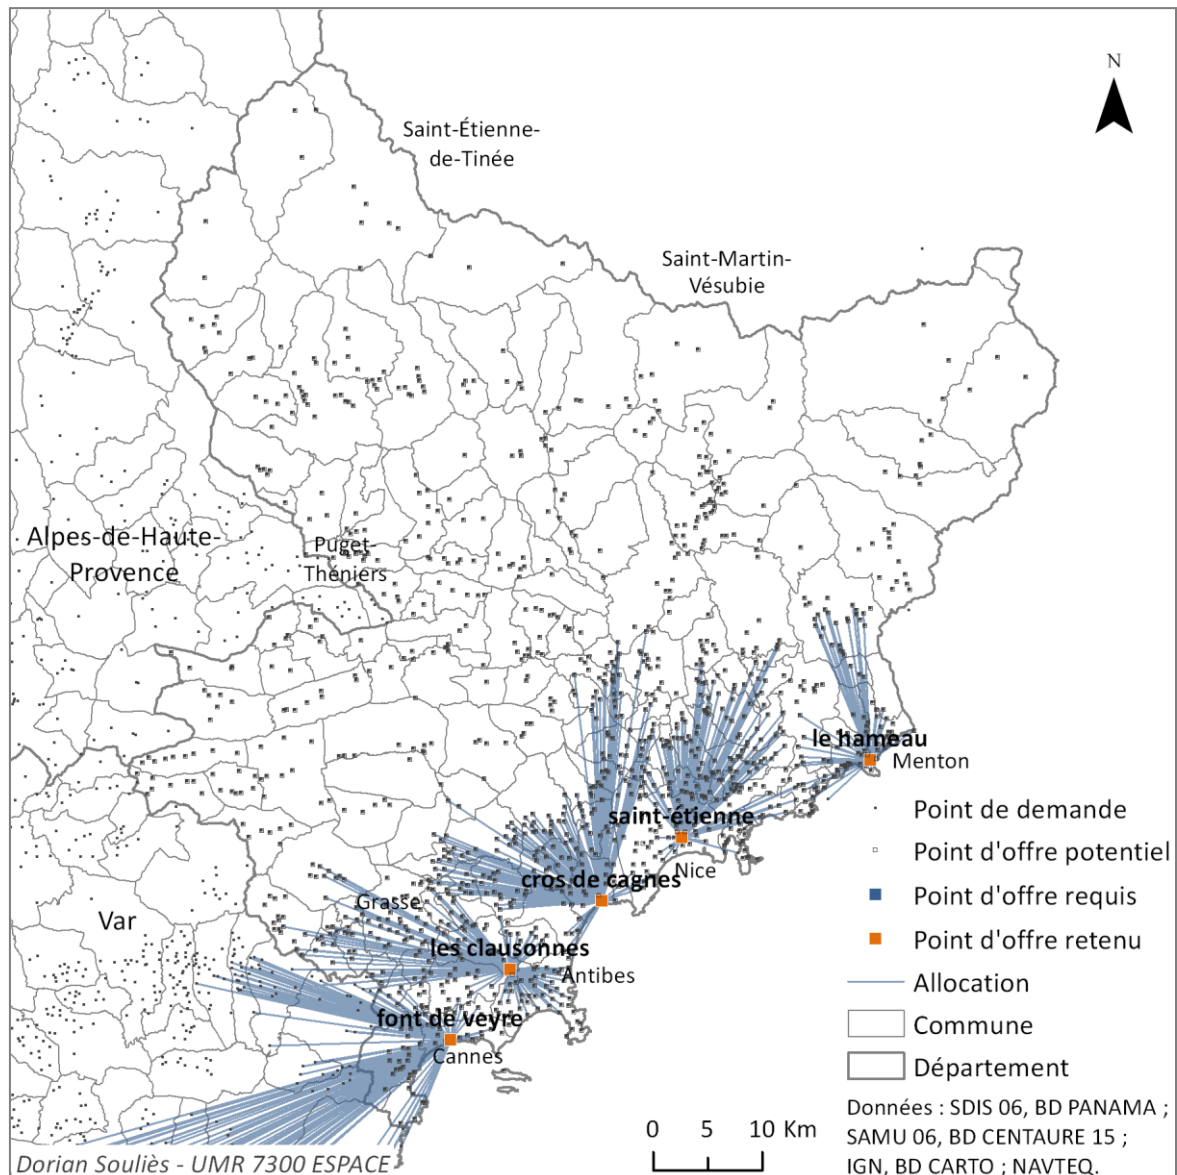 N
Saint-Étienne-
de-Tinée
Saint-Martin-
Vésubie
Alpes-de-Haute-
Provence
Puget-
Théniers
le hameau
Menton
saint-étienne
Nice
cros de cagnes
Grasse
Var
les clausonnes
Antibes
font de veyre
Cannes
Point de demande
Point d'offre potentiel
Point d'offre requis
Point d'offre retenu
Allocation
Commune
Département
Données : SDIS 06, BD PANAMA ;
SAMU 06, BD CENTAURE 15 ;
IGN, BD CARTO ; NAVTEQ.
0 5 10 Km
Dorian Souliès - UMR 7300 ESPACE